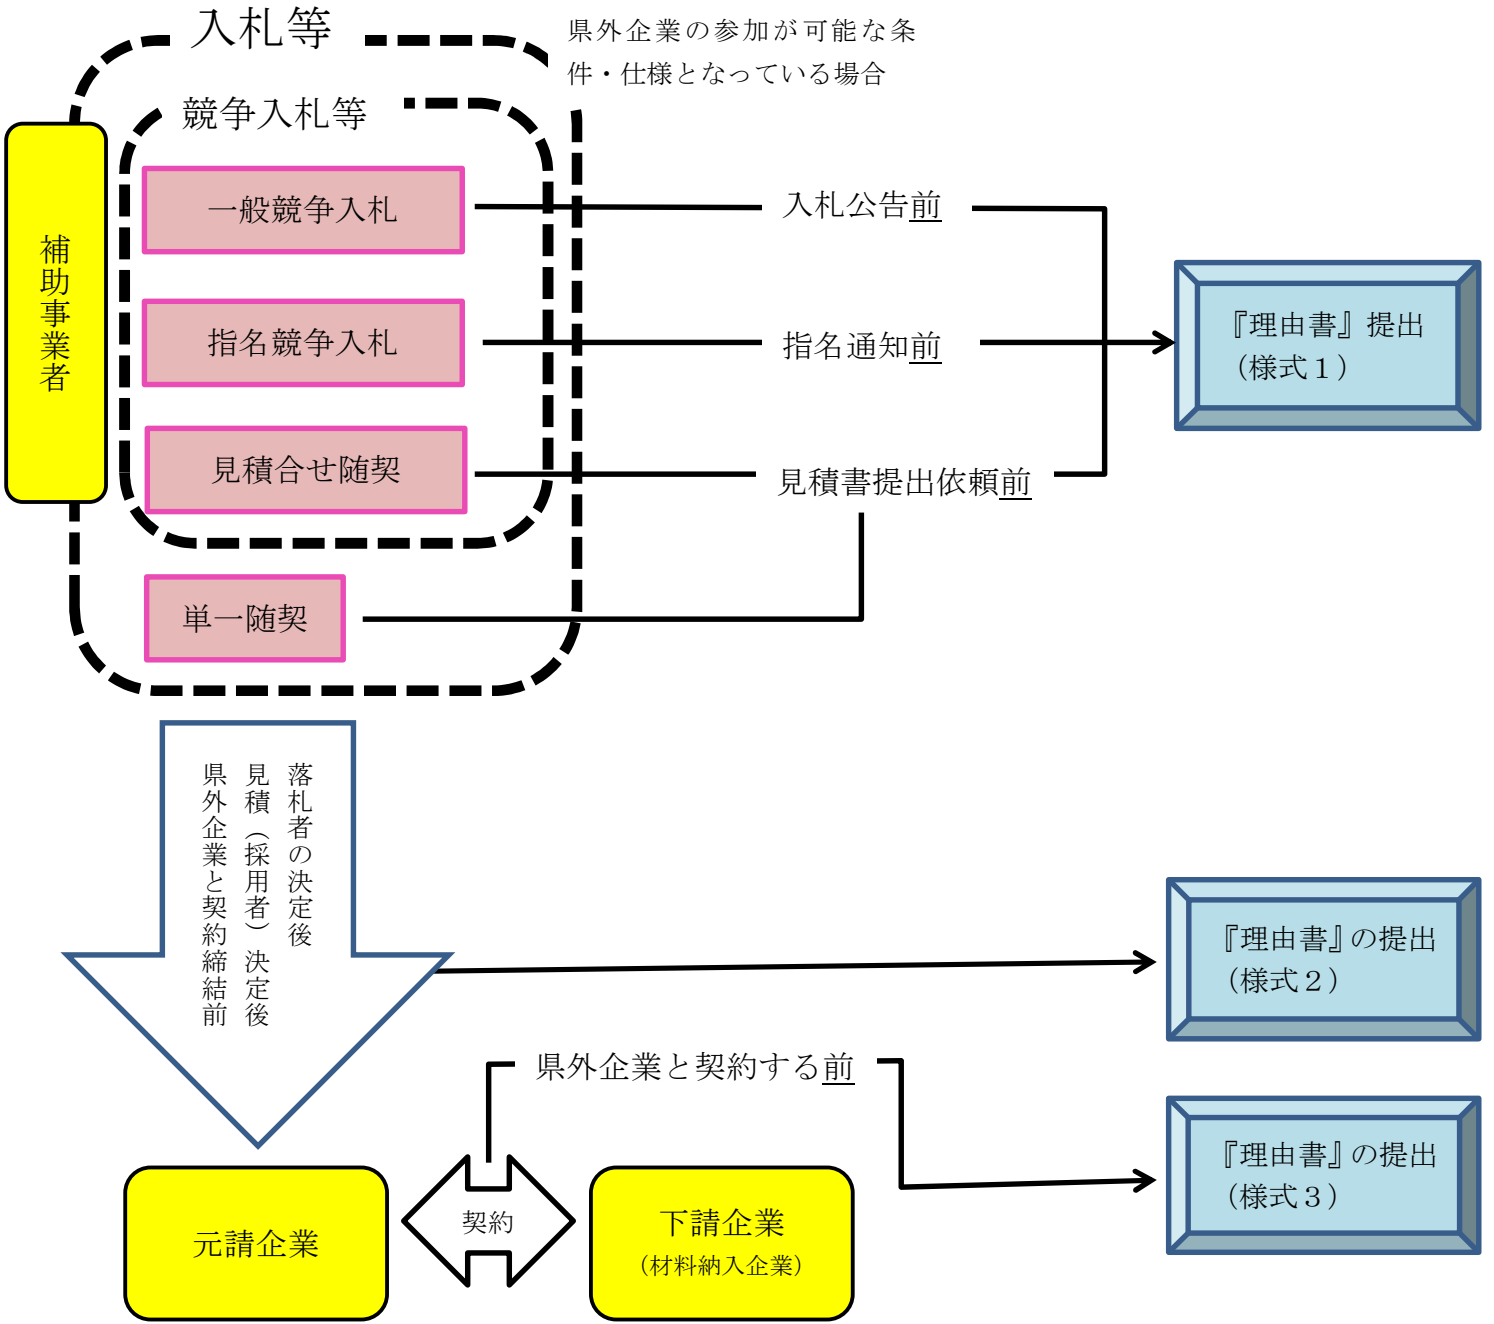 入札等
県外企業の参加が可能な条
件・仕様となっている場合
競争入札等
補助事業者
一般競争入札
入札公告前
指名競争入札
指名通知前
『理由書』提出
（様式１）
見積合せ随契
見積書提出依頼前
単一随契
落札者の決定後
見積（採用者）決定後
県外企業と契約締結前
『理由書』の提出
（様式２）
県外企業と契約する前
『理由書』の提出
（様式３）
元請企業
契約
下請企業
（材料納入企業）